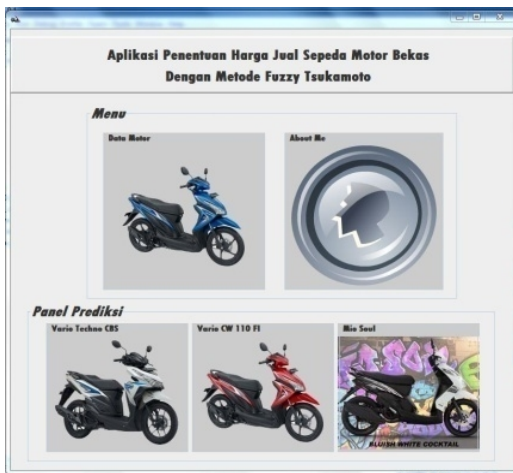 Aplikasi Penentuan Harga Jual Sepeda Motor Bekas
Dengan Metode Fuzzy Tsukamoto
Menu
Data Motor
About Me
Panel Prediksi
Vario Techno CBS
Vario CW 110 FI
Mio Soul
BLUISH WHITE COCKTAIL